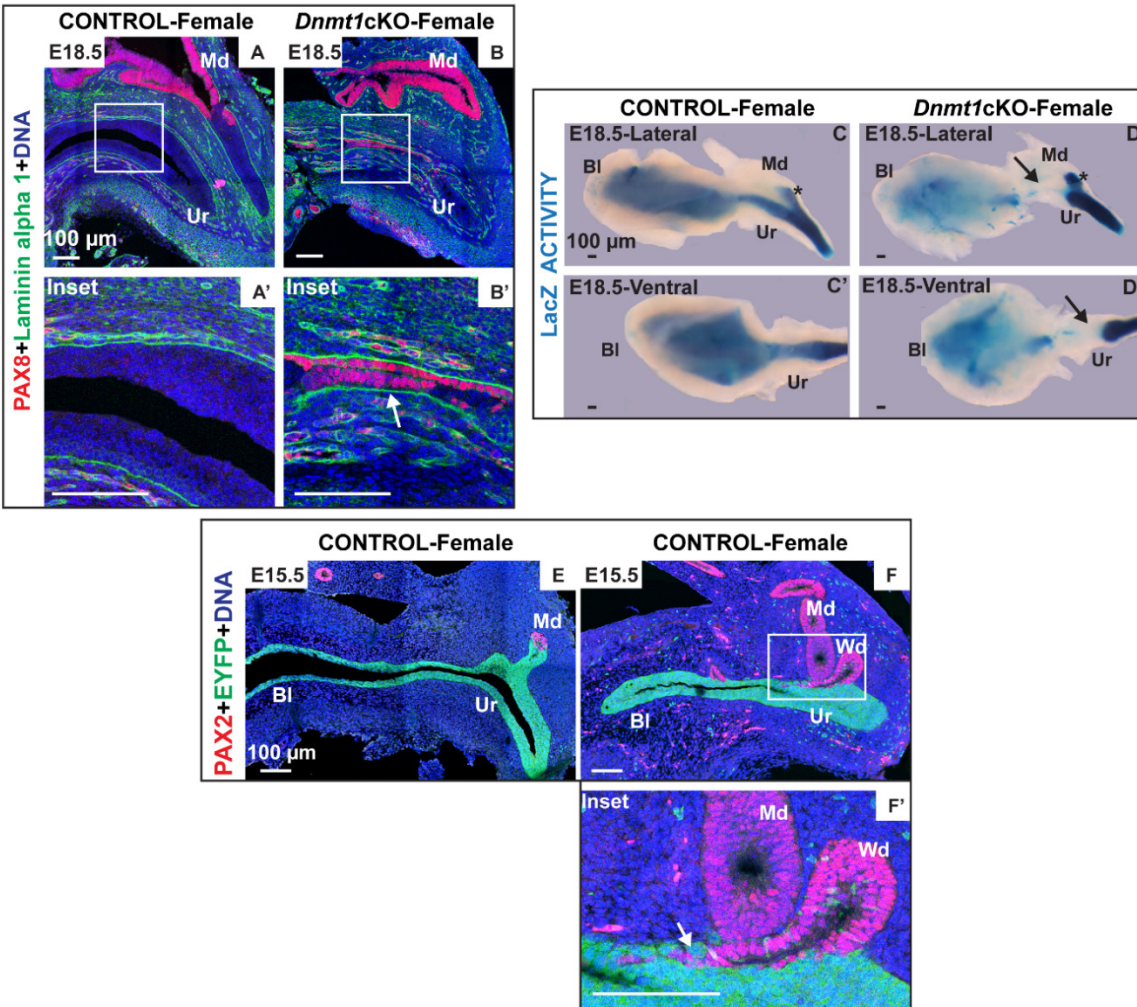 CONTROL-Female
Dnmt1cKO-Female
PAX8+Laminin alpha 1+DNA
E18.5
A
Md
Ur
100 µm
E18.5
B
Md
Ur
Inset
A'
Inset
B'
CONTROL-Female
Dnmt1cKO-Female
LacZ ACTIVITY
E18.5-Lateral
C
Bl
Md
*
Ur
100 µm
E18.5-Lateral
D
Bl
Md
*
Ur
E18.5-Ventral
C'
Bl
Ur
E18.5-Ventral
D
Bl
Ur
CONTROL-Female
CONTROL-Female
PAX2+EYFP+DNA
E15.5
E
Md
Bl
Ur
100 µm
E15.5
F
Md
Wd
Bl
Ur
Inset
F'
Md
Wd